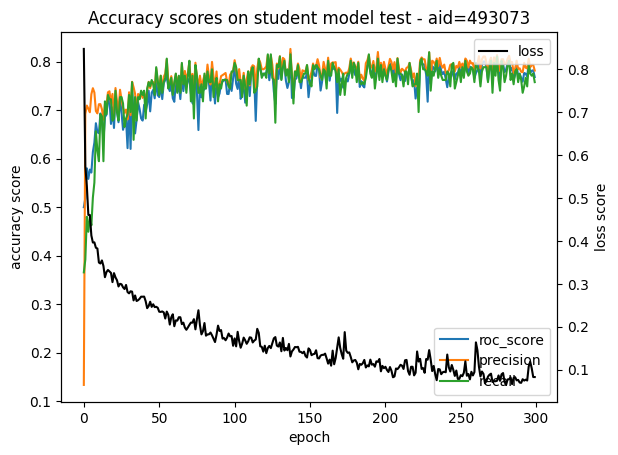 Accuracy scores on student model test - aid=493073
loss
accuracy score
0.8
0.7
0.6
0.5
0.4
0.3
0.2
0.1
0.8
0.7
0.6
0.5
0.4
0.3
0.2
0.1
loss score
roc_score
precision
recall
0
50
100
150
200
250
300
epoch